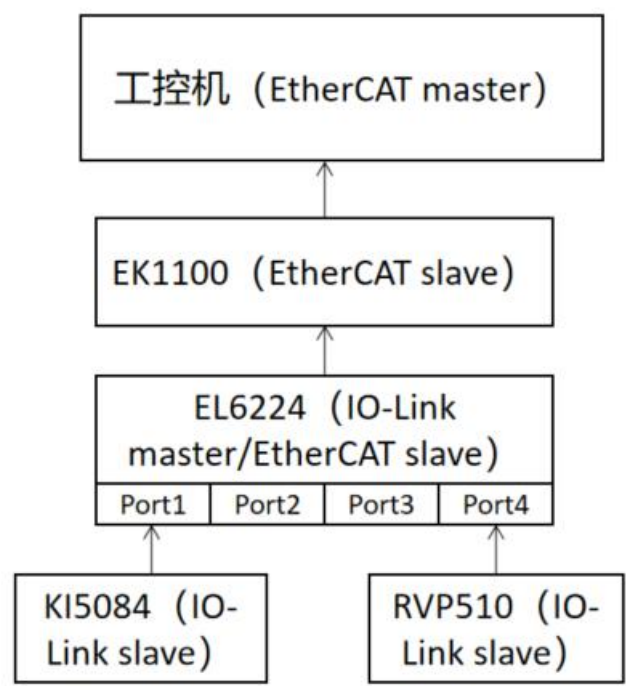 工控机（EtherCAT master）
EK1100（EtherCAT slave）
EL6224（IO-Link
master/EtherCAT slave）
Port1 Port2 Port3 Port4
KI5084（IO-
Link slave）
RVP510（IO-
Link slave）